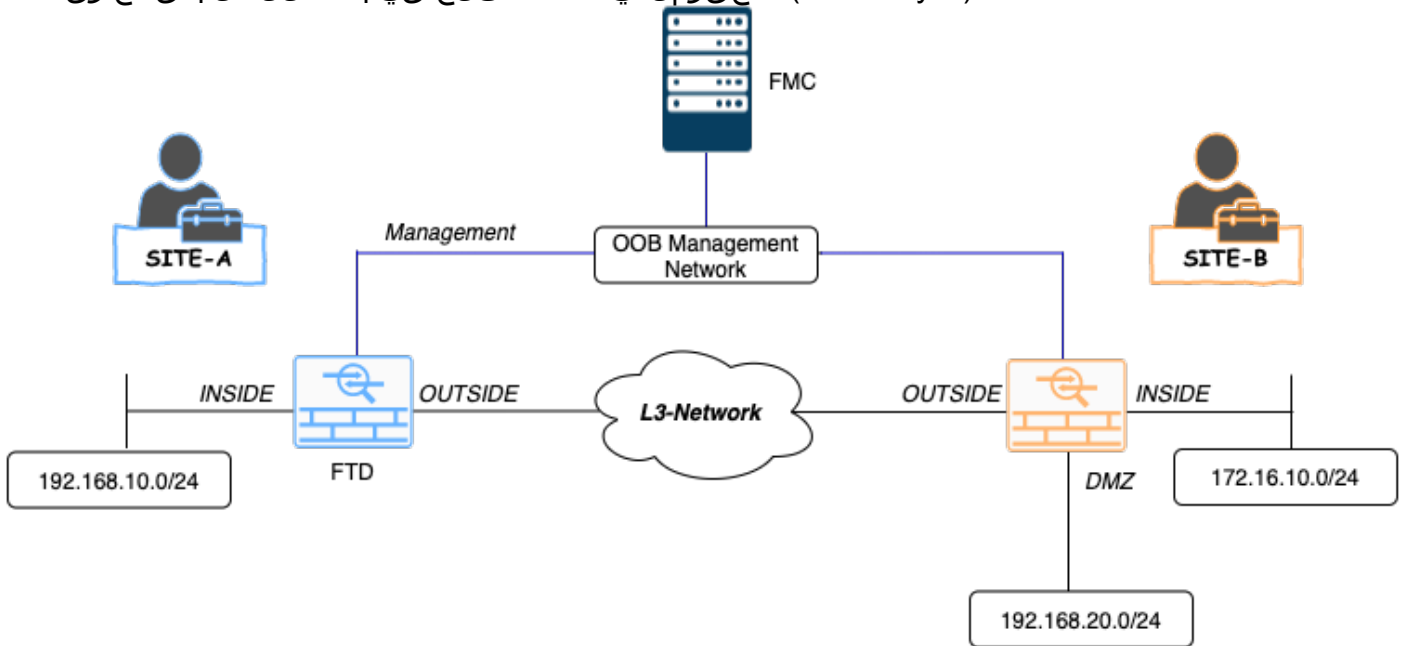 FMC
SITE-A
SITE-B
Management
OOB Management
Network
INSIDE
OUTSIDE
L3-Network
OUTSIDE
INSIDE
192.168.10.0/24
FTD
DMZ
172.16.10.0/24
192.168.20.0/24